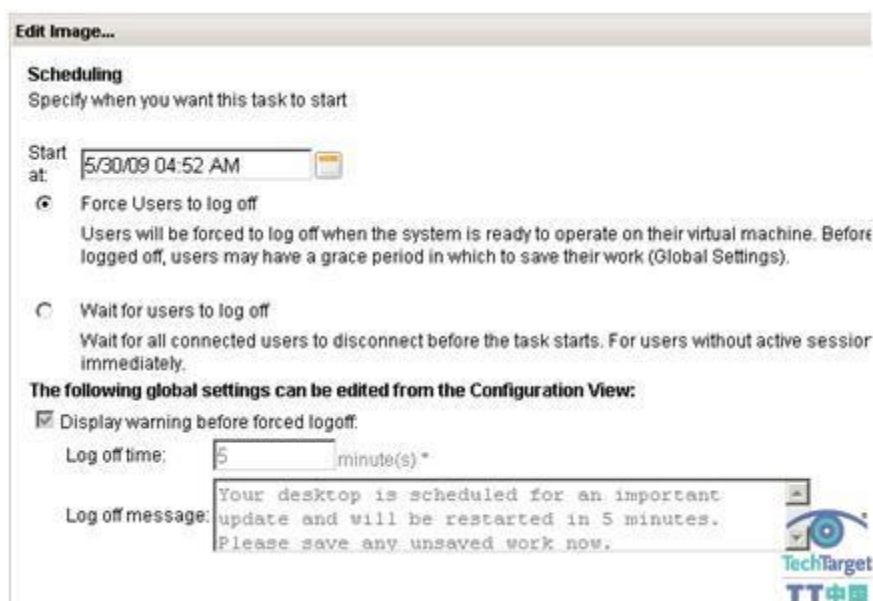 Edit Image...
Scheduling
Specify when you want this task to start
Start at:
5/30/09 04:52 AM
Force Users to log off
Users will be forced to log off when the system is ready to operate on their virtual machine. Before
logged off, users may have a grace period in which to save their work (Global Settings).
Wait for users to log off
Wait for all connected users to disconnect before the task starts. For users without active session
immediately.
The following global settings can be edited from the Configuration View:
Display warning before forced logoff:
Log off time:
5
minute(s) *
Log off message:
Your desktop is scheduled for an important
update and will be restarted in 5 minutes.
Please save any unsaved work now.
TechTarget
TT中国